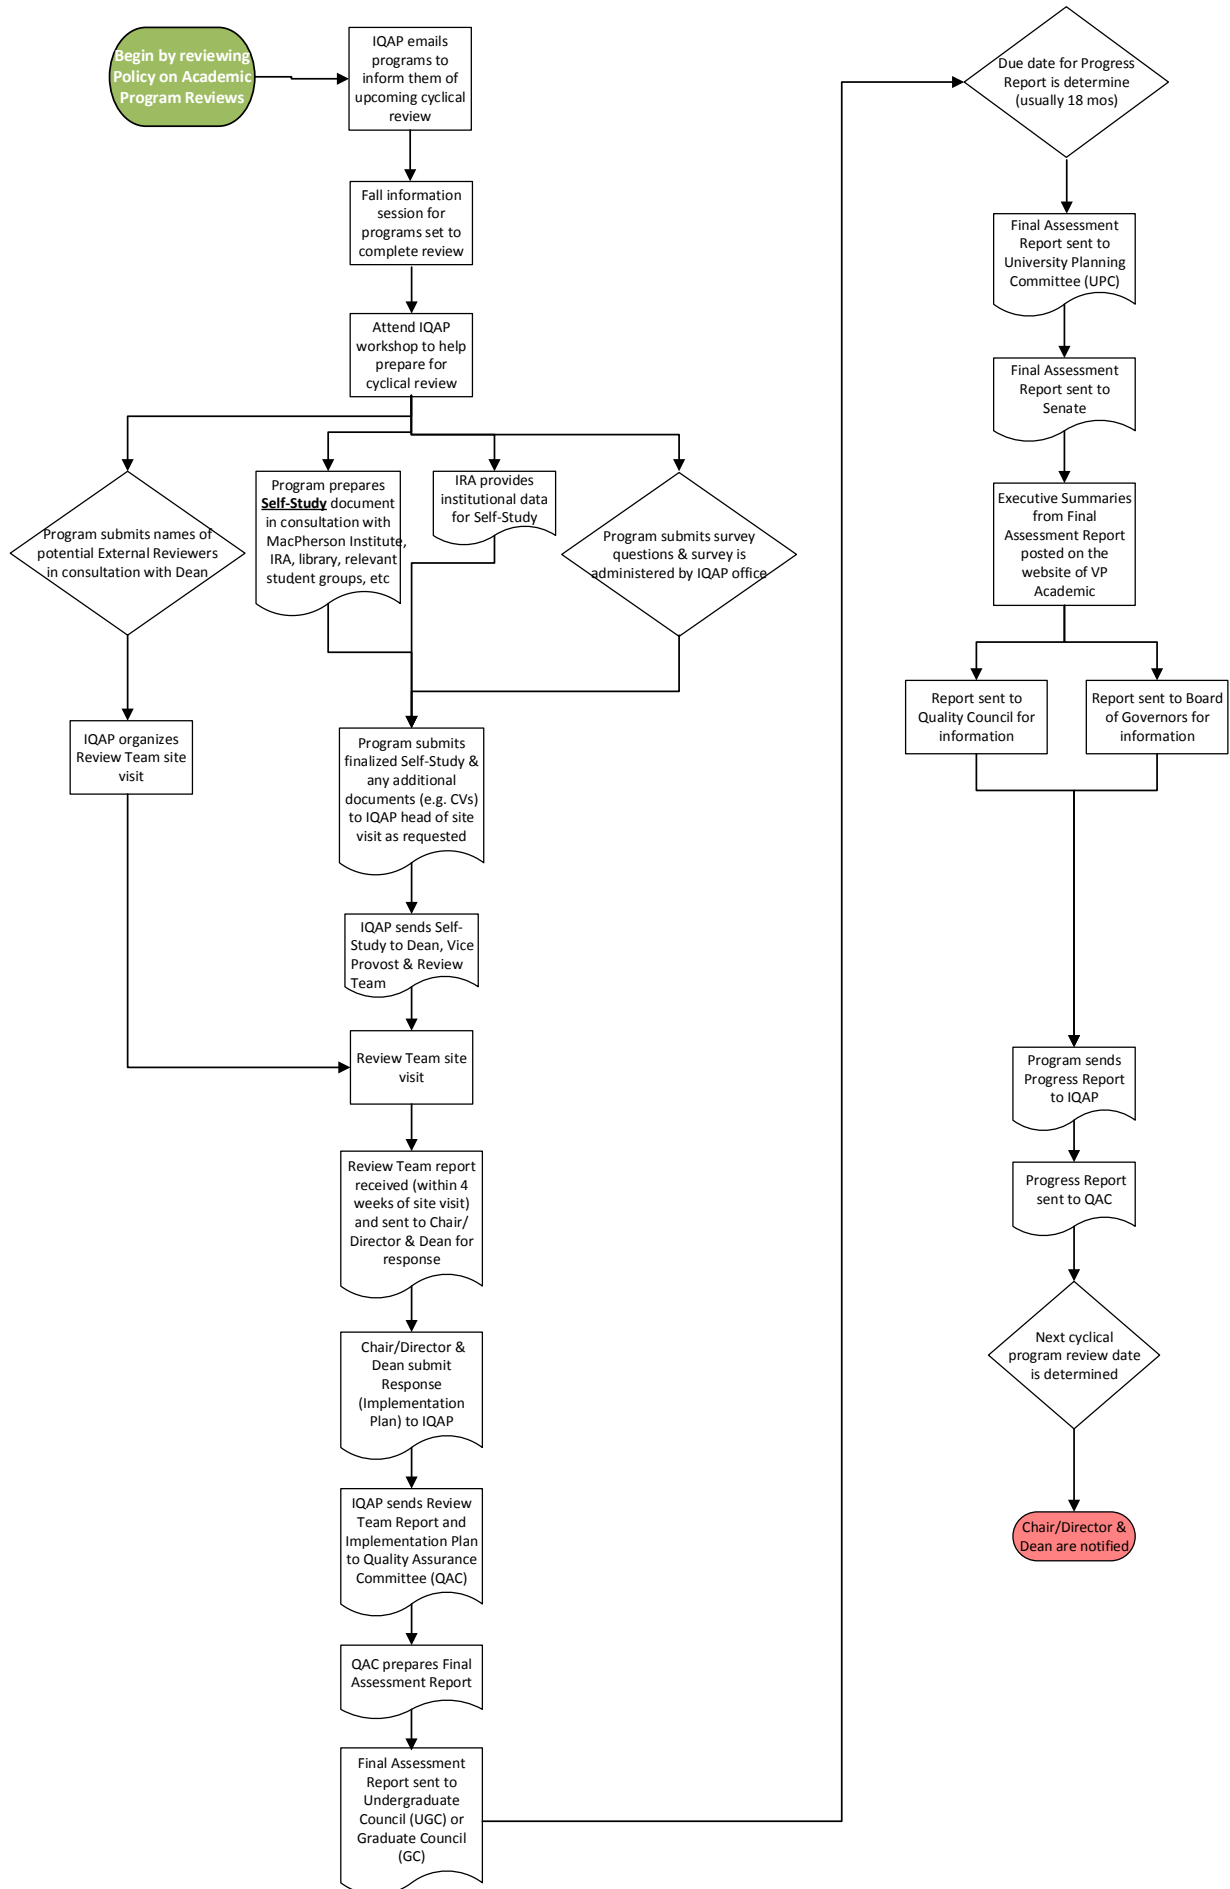 Begin by reviewing
Policy on Academic
Program Reviews
IQAP emails
programs to
inform them of
upcoming cyclical
review
Fall information
session for
programs set to
complete review
Attend IQAP
workshop to help
prepare for
cyclical review
Program submits names of
potential External Reviewers
in consultation with Dean
Program prepares
Self-Study document
in consultation with
MacPherson Institute,
IRA, library, relevant
student groups, etc
IRA provides
institutional data
for Self-Study
Program submits survey
questions & survey is
administered by IQAP office
IQAP organizes
Review Team site
visit
Program submits
finalized Self-Study &
any additional
documents (e.g. CVs)
to IQAP head of site
visit as requested
IQAP sends Self-
Study to Dean, Vice
Provost & Review
Team
Review Team site
visit
Review Team report
received (within 4
weeks of site visit)
and sent to Chair/
Director & Dean for
response
Chair/Director &
Dean submit
Response
(Implementation
Plan) to IQAP
IQAP sends Review
Team Report and
Implementation Plan
to Quality Assurance
Committee (QAC)
QAC prepares Final
Assessment Report
Final Assessment
Report sent to
Undergraduate
Council (UGC) or
Graduate Council
(GC)
Due date for Progress
Report is determine
(usually 18 mos)
Final Assessment
Report sent to
University Planning
Committee (UPC)
Final Assessment
Report sent to
Senate
Executive Summaries
from Final
Assessment Report
posted on the
website of VP
Academic
Report sent to
Quality Council for
information
Report sent to Board
of Governors for
information
Program sends
Progress Report
to IQAP
Progress Report
sent to QAC
Next cyclical
program review date
is determined
Chair/Director &
Dean are notified